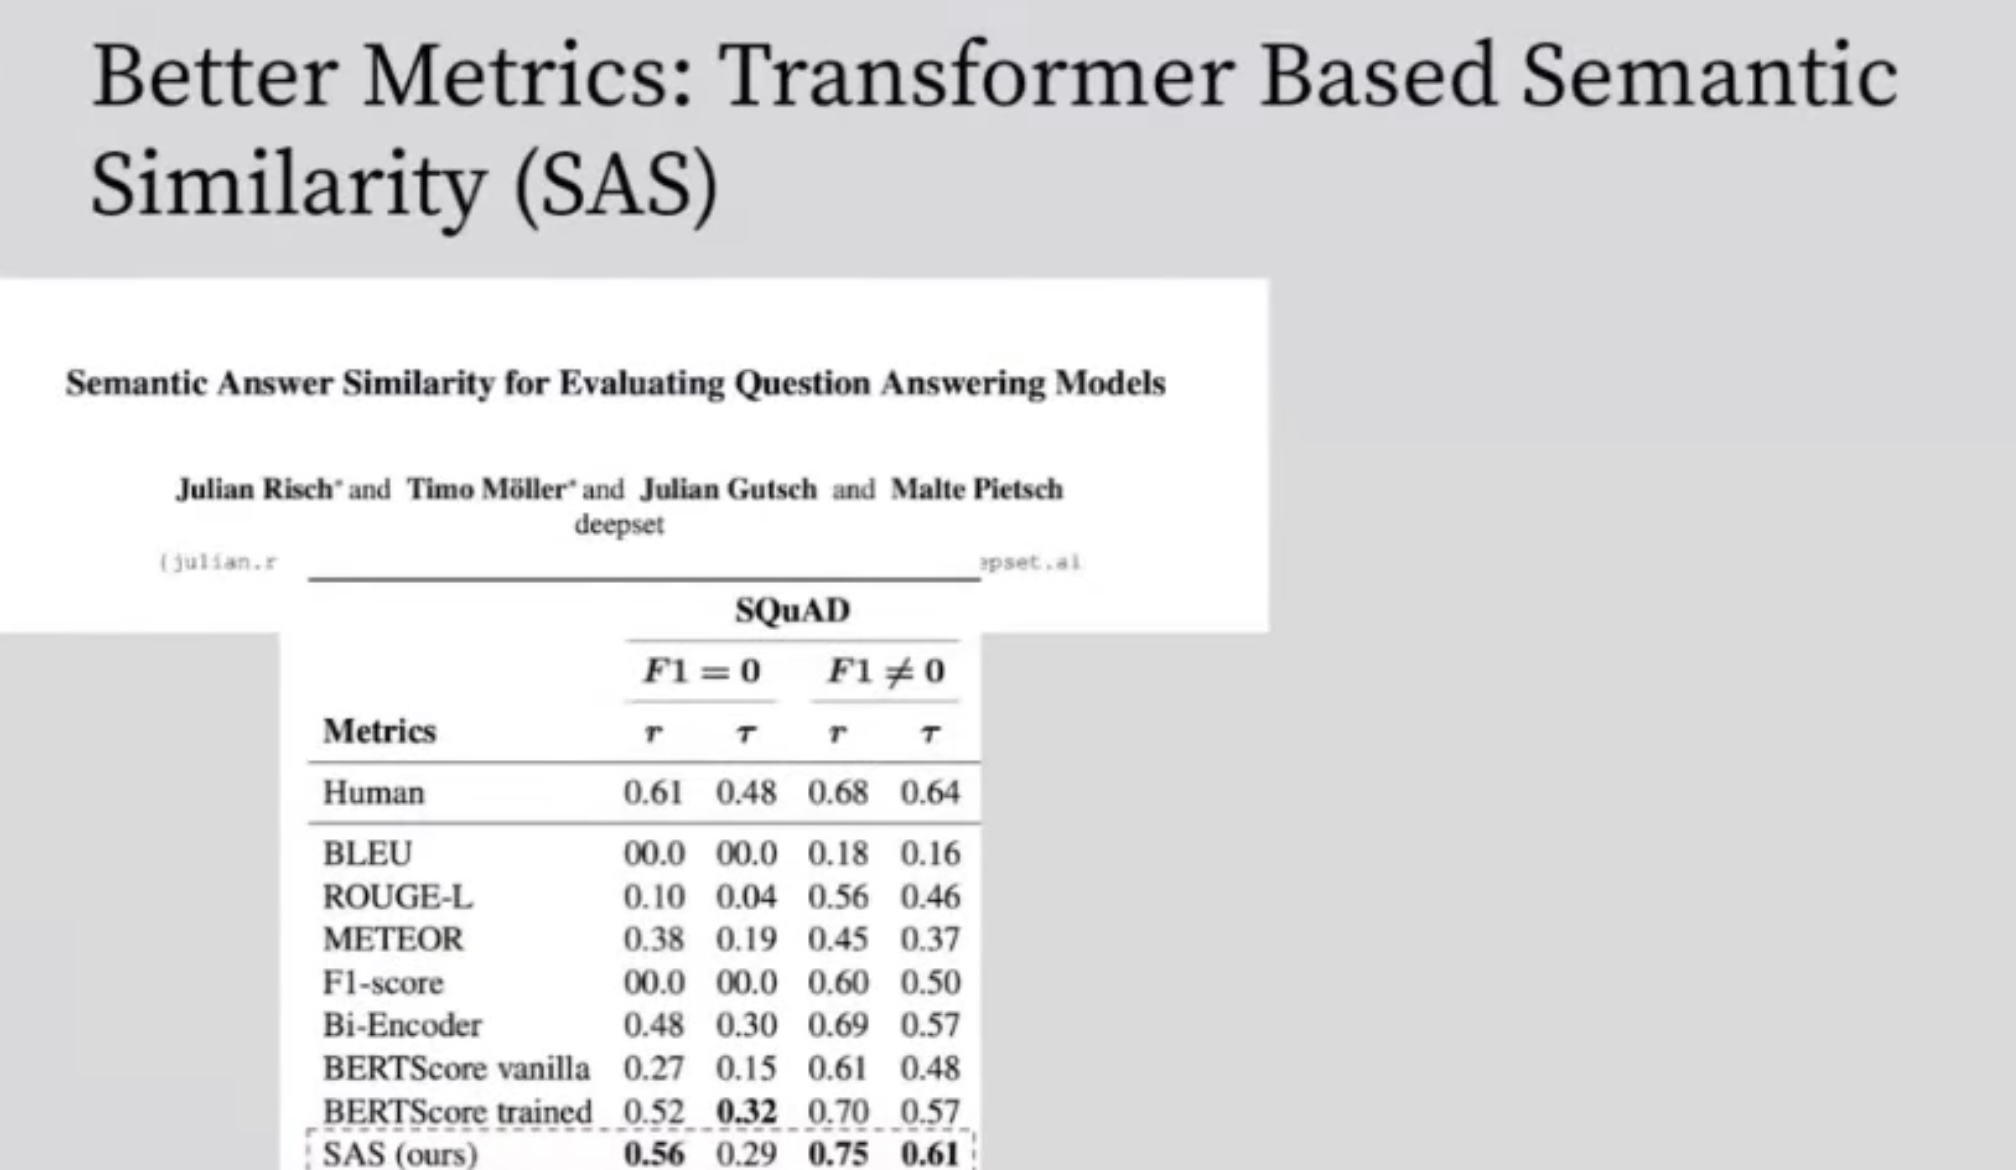 Better Metrics: Transformer Based Semantic
Similarity (SAS)
Semantic Answer Similarity for Evaluating Question Answering Models
Julian Risch* and Timo Möller* and Julian Gutsch and Malte Pietsch
deepset
{julian.r epset.ai
SQuAD
F1 = 0 F1 ≠ 0
Metrics r τ r τ
Human 0.61 0.48 0.68 0.64
BLEU 00.0 00.0 0.18 0.16
ROUGE-L 0.10 0.04 0.56 0.46
METEOR 0.38 0.19 0.45 0.37
F1-score 00.0 00.0 0.60 0.50
Bi-Encoder 0.48 0.30 0.69 0.57
BERTScore vanilla 0.27 0.15 0.61 0.48
BERTScore trained 0.52 0.32 0.70 0.57
SAS (ours) 0.56 0.29 0.75 0.61